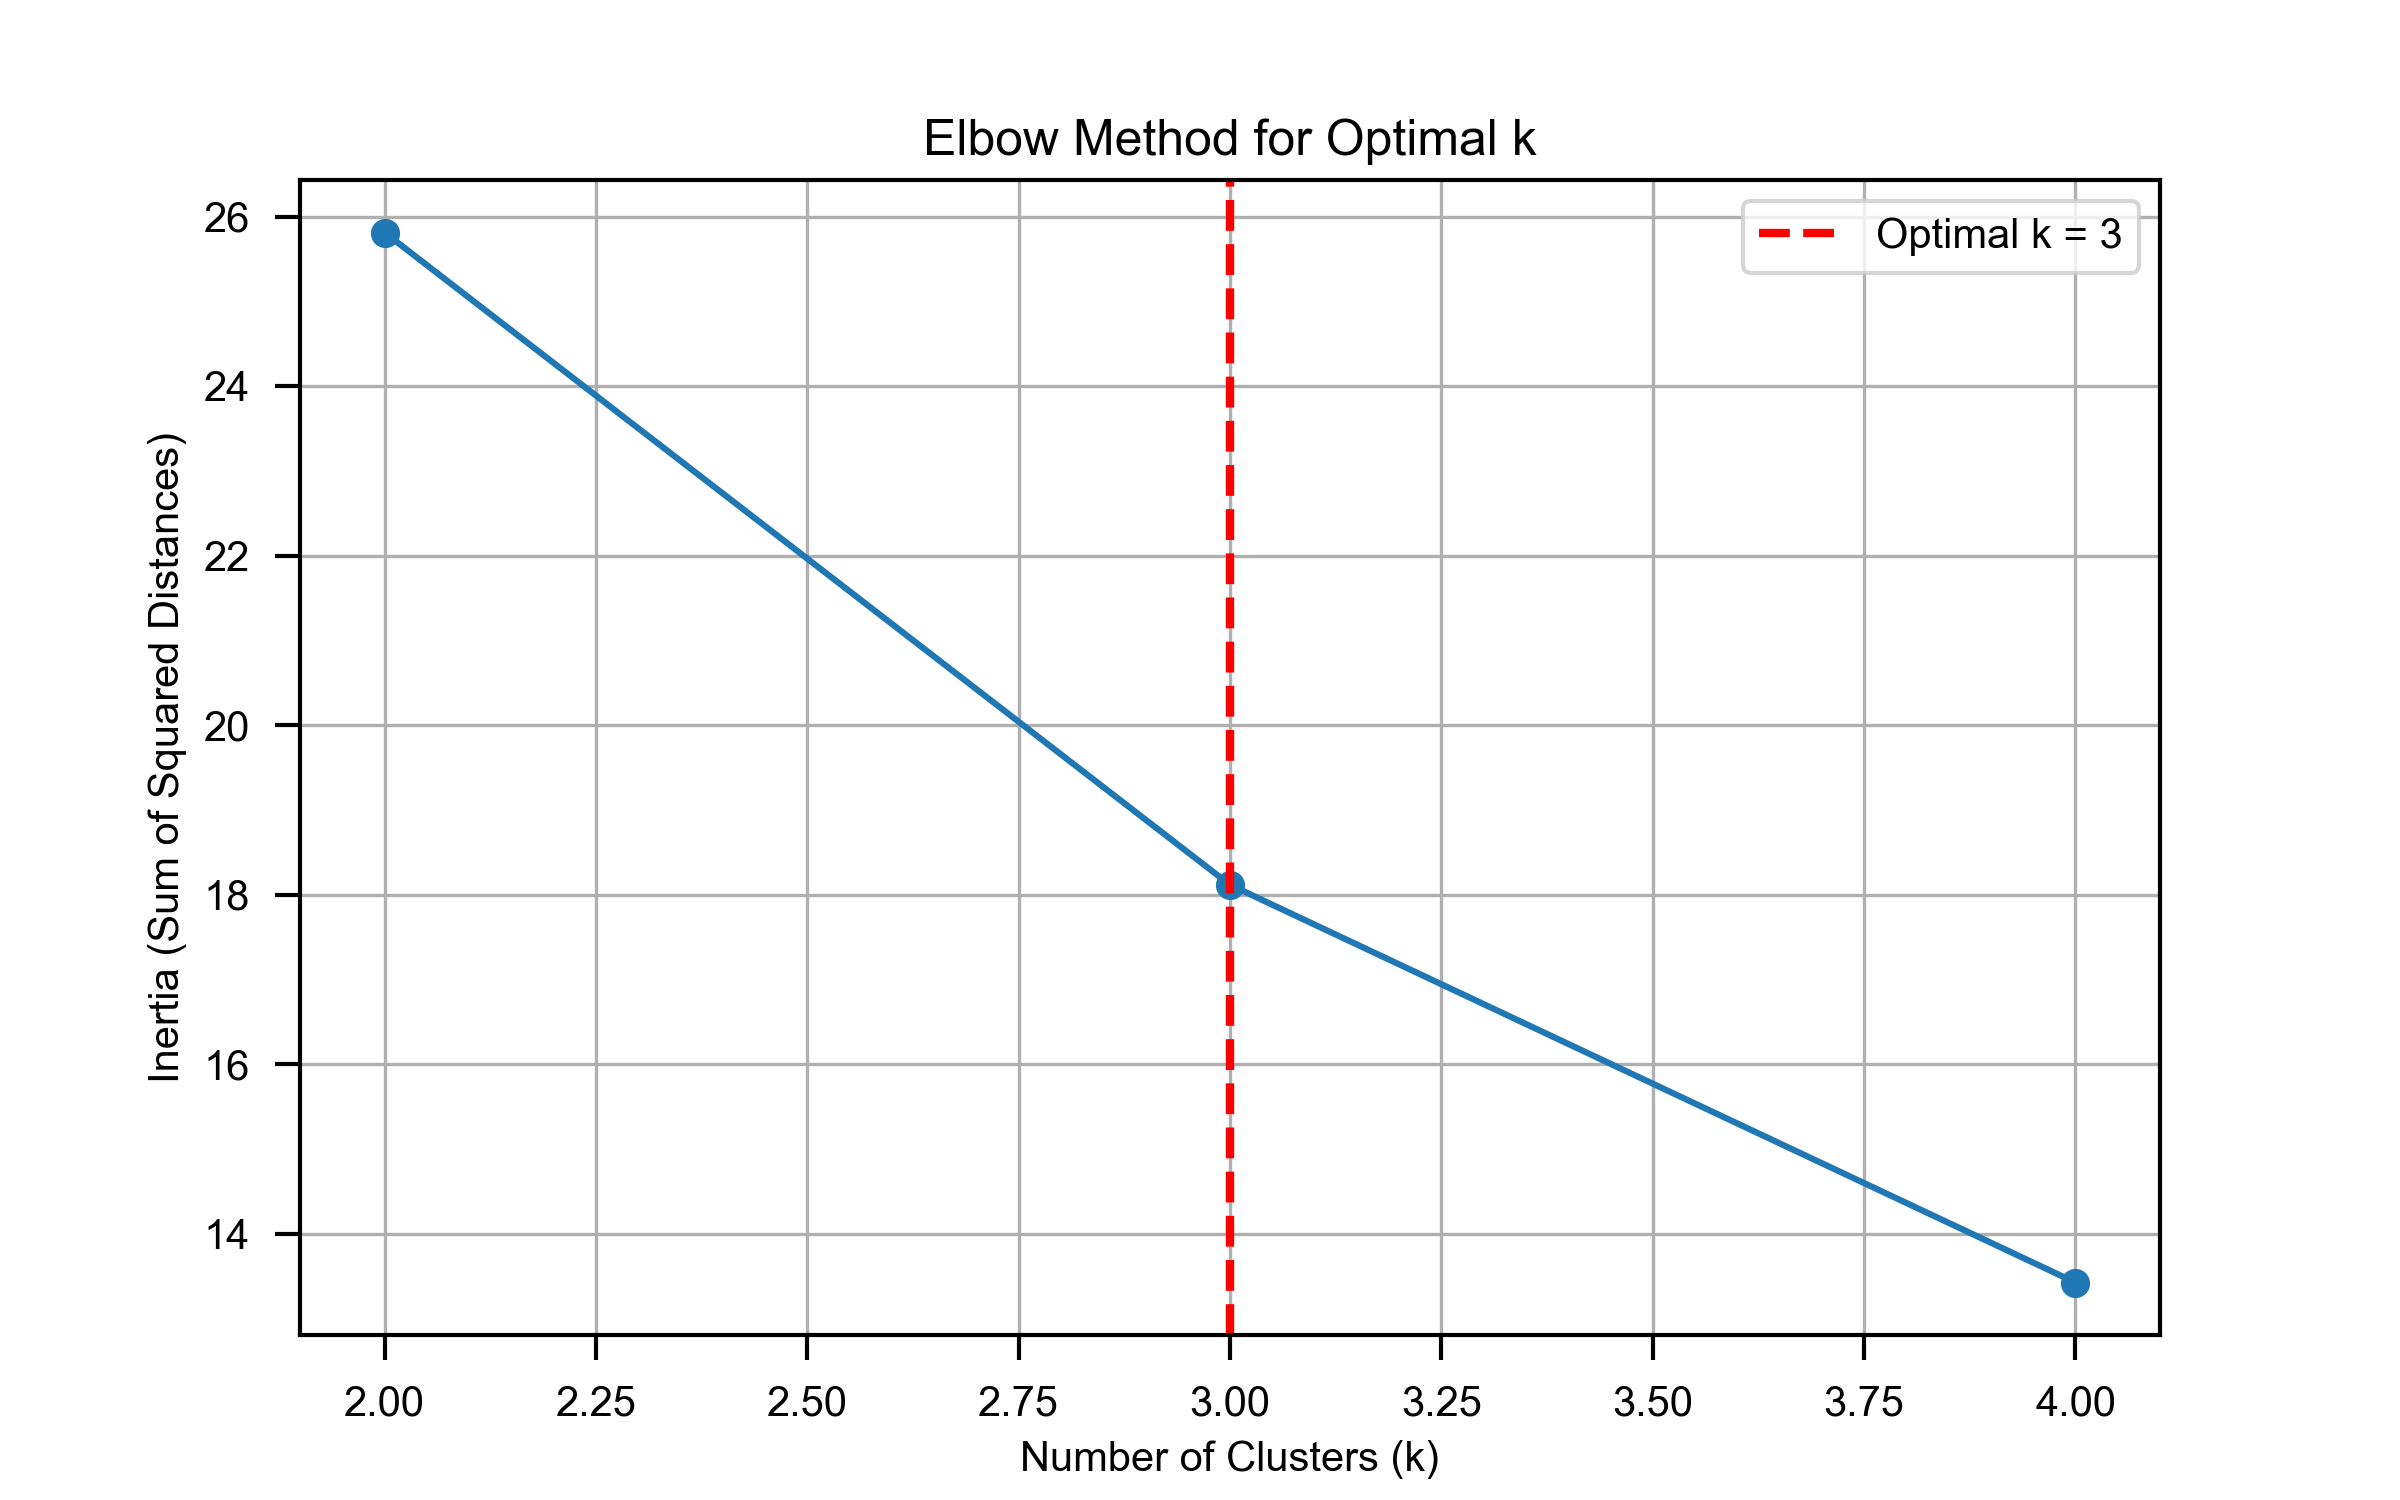 Elbow Method for Optimal k
Optimal k = 3
Inertia (Sum of Squared Distances)
26
24
22
20
18
16
14
2.00 2.25 2.50 2.75 3.00 3.25 3.50 3.75 4.00
Number of Clusters (k)